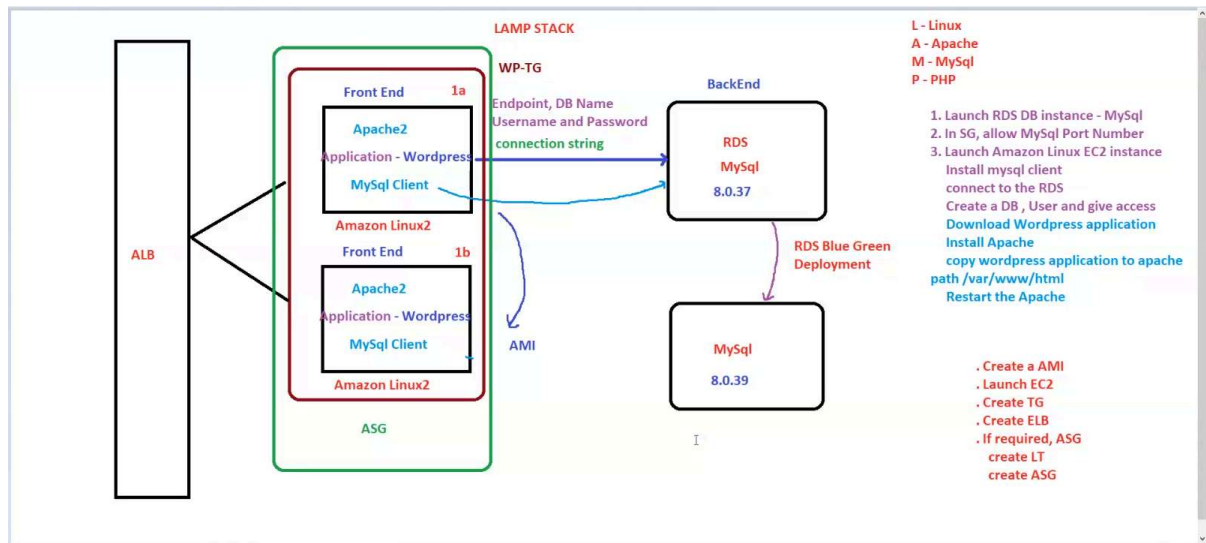 LAMP STACK
WP-TG
Front End 1a
Apache2
Application - Wordpress
MySql Client
Amazon Linux2
Front End 1b
Apache2
Application - Wordpress
MySql Client
Amazon Linux2
ASG
ALB
Endpoint, DB Name
Username and Password
connection string
AMI
BackEnd
RDS
MySql
8.0.37
RDS Blue Green
Deployment
MySql
8.0.39
L - Linux
A - Apache
M - MySql
P - PHP
1. Launch RDS DB instance - MySql
2. In SG, allow MySql Port Number
3. Launch Amazon Linux EC2 instance
Install mysql client
connect to the RDS
Create a DB , User and give access
Download Wordpress application
Install Apache
copy wordpress application to apache
path /var/www/html
Restart the Apache
. Create a AMI
. Launch EC2
. Create TG
. Create ELB
. If required, ASG
create LT
create ASG